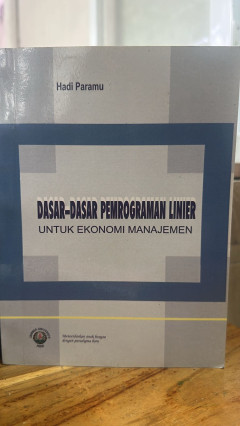 Hadi Paramu
DASAR-DASAR PEMROGRAMAN LINIER
UNTUK EKONOMI MANAJEMEN